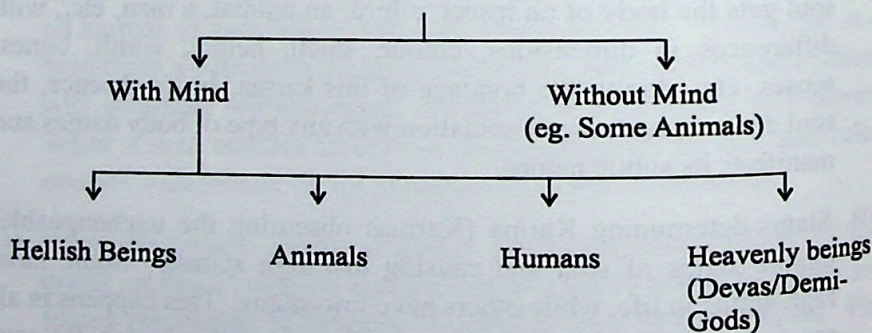 With Mind
Without Mind
(eg. Some Animals)
Hellish Beings
Animals
Humans
Heavenly beings
(Devas/Demi-
Gods)